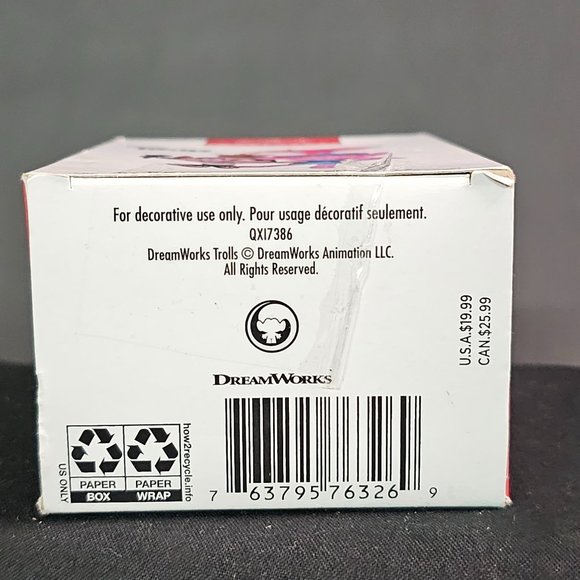 For decorative use only. Pour usage décoratif seulement.
QXI7386
DreamWorks Trolls © DreamWorks Animation LLC.
All Rights Reserved.
U.S.A.$19.99
CAN.$25.99
DREAMWORKS
US ONLY
PAPER
BOX
PAPER
WRAP
how2recycle.info
7 63795 76326 9